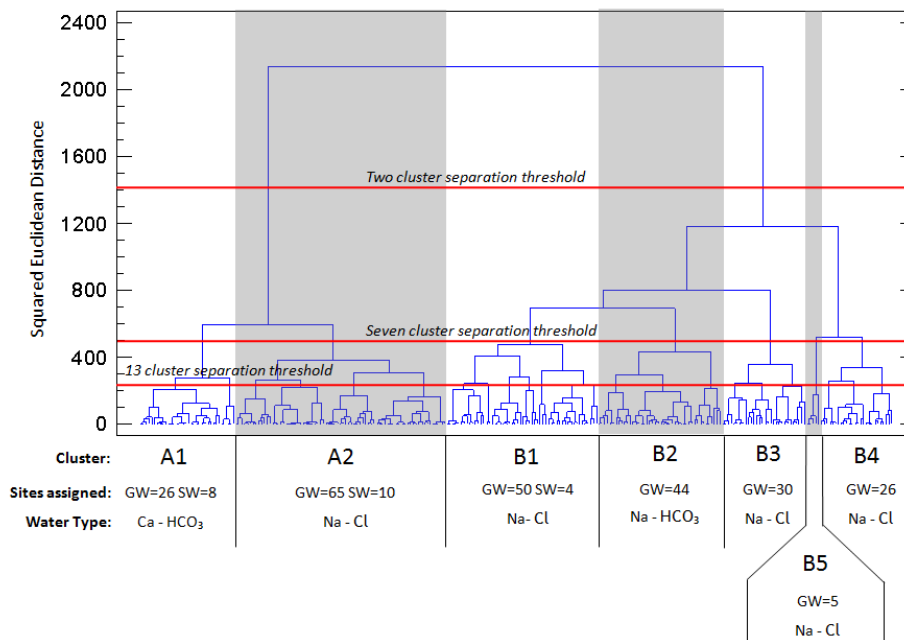 2400
2000
1600
1200
800
400
0
Squared Euclidean Distance
Two cluster separation threshold
Seven cluster separation threshold
13 cluster separation threshold
Cluster: A1 A2 B1 B2 B3 B4
Sites assigned: GW=26 SW=8 GW=65 SW=10 GW=50 SW=4 GW=44 GW=30 GW=26
Water Type: Ca - HCO₃ Na - Cl Na- Cl Na - HCO₃ Na - Cl Na - Cl
B5
GW=5
Na - Cl